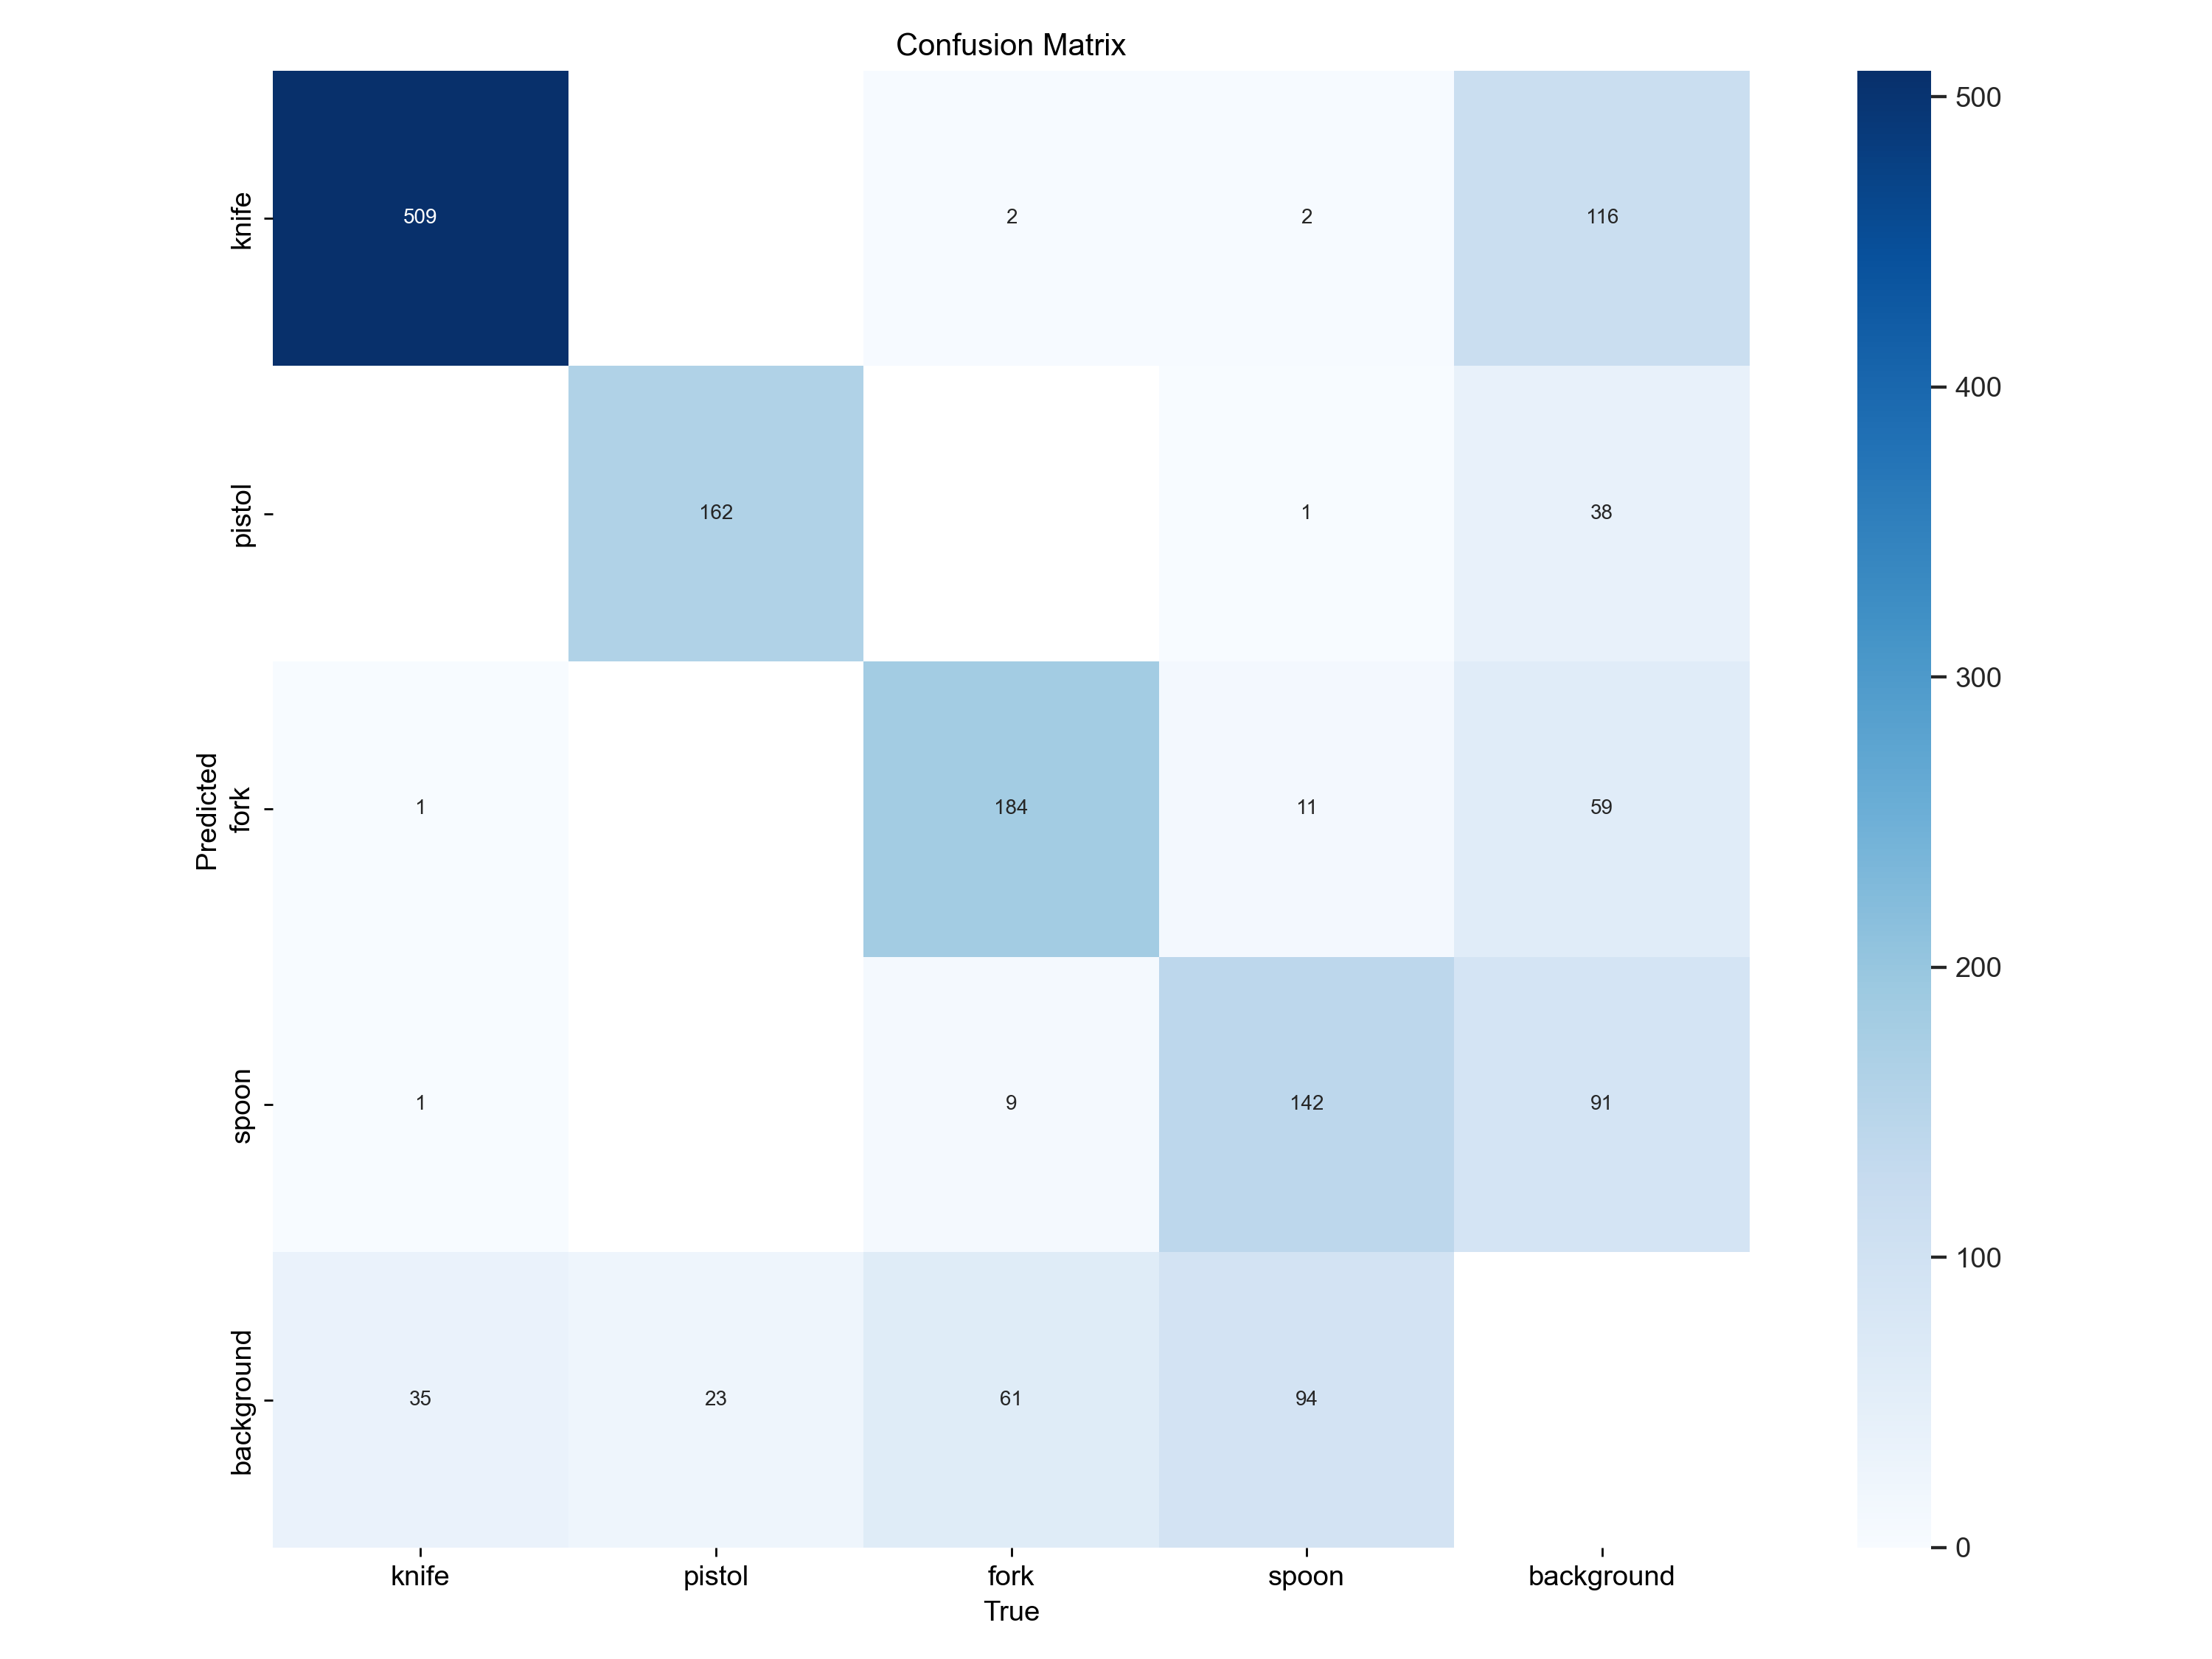 Confusion Matrix
knife
509
2
2
116
pistol
162
1
38
Predicted
fork
1
184
11
59
spoon
1
9
142
91
background
35
23
61
94
knife
pistol
fork
spoon
background
True
500
400
300
200
100
0